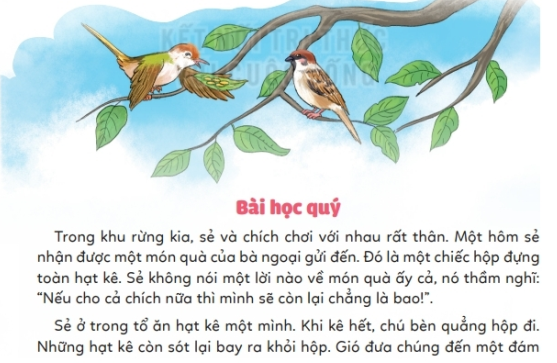 KẾT NỐI TRI THỨC
Bài học quý
Trong khu rừng kia, sẻ và chích chơi với nhau rất thân. Một hôm sẻ
nhận được một món quà của bà ngoại gửi đến. Đó là một chiếc hộp đựng
toàn hạt kê. Sẻ không nói một lời nào về món quà ấy cả, nó thầm nghĩ:
“Nếu cho cả chích nữa thì mình sẽ còn lại chẳng là bao!”.
Sẻ ở trong tổ ăn hạt kê một mình. Khi kê hết, chú bèn quẳng hộp đi.
Những hạt kê còn sót lại bay ra khỏi hộp. Gió đưa chúng đến một đám